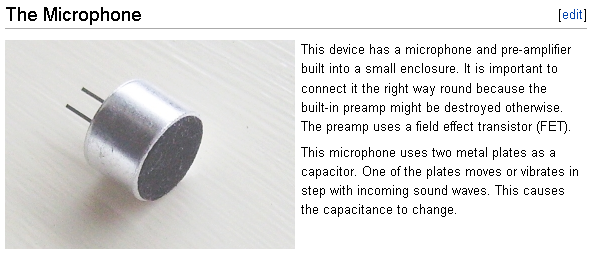 The Microphone
[edit]
This device has a microphone and pre-amplifier
built into a small enclosure. It is important to
connect it the right way round because the
built-in preamp might be destroyed otherwise.
The preamp uses a field effect transistor (FET).
This microphone uses two metal plates as a
capacitor. One of the plates moves or vibrates in
step with incoming sound waves. This causes
the capacitance to change.